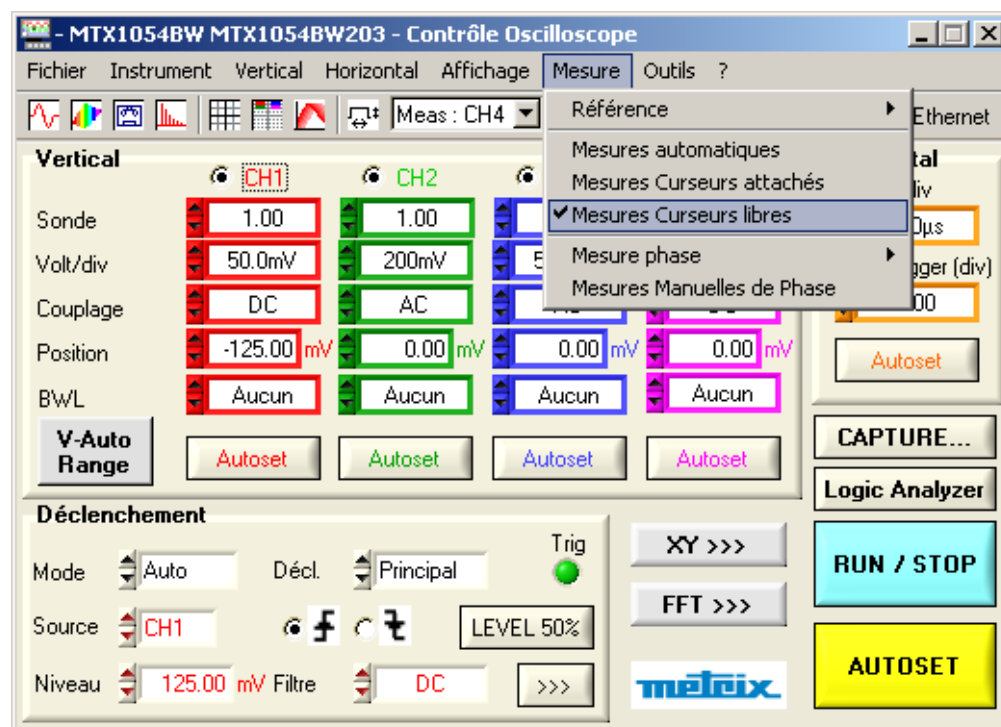 - MTX1054BW MTX1054BW203 - Contrôle Oscilloscope
Fichier Instrument Vertical Horizontal Affichage Mesure Outils ?
Meas : CH4
Ethernet
Référence
Mesures automatiques
Mesures Curseurs attachés
Mesures Curseurs libres
Mesure phase
Mesures Manuelles de Phase
Vertical
CH1 CH2
Sonde 1.00 1.00
Volt/div 50.0mV 200mV
Couplage DC AC
Position -125.00 mV 0.00 mV 0.00 mV 0.00 mV
BWL Aucun Aucun Aucun Aucun
V-Auto Range
Autoset Autoset Autoset Autoset
Autoset
CAPTURE...
Logic Analyzer
RUN / STOP
AUTOSET
Déclenchement
Mode Auto Décl. Principal Trig
Source CH1 LEVEL 50%
Niveau 125.00 mV Filtre DC >>>
XY >>>
FFT >>>
metrix
(div)